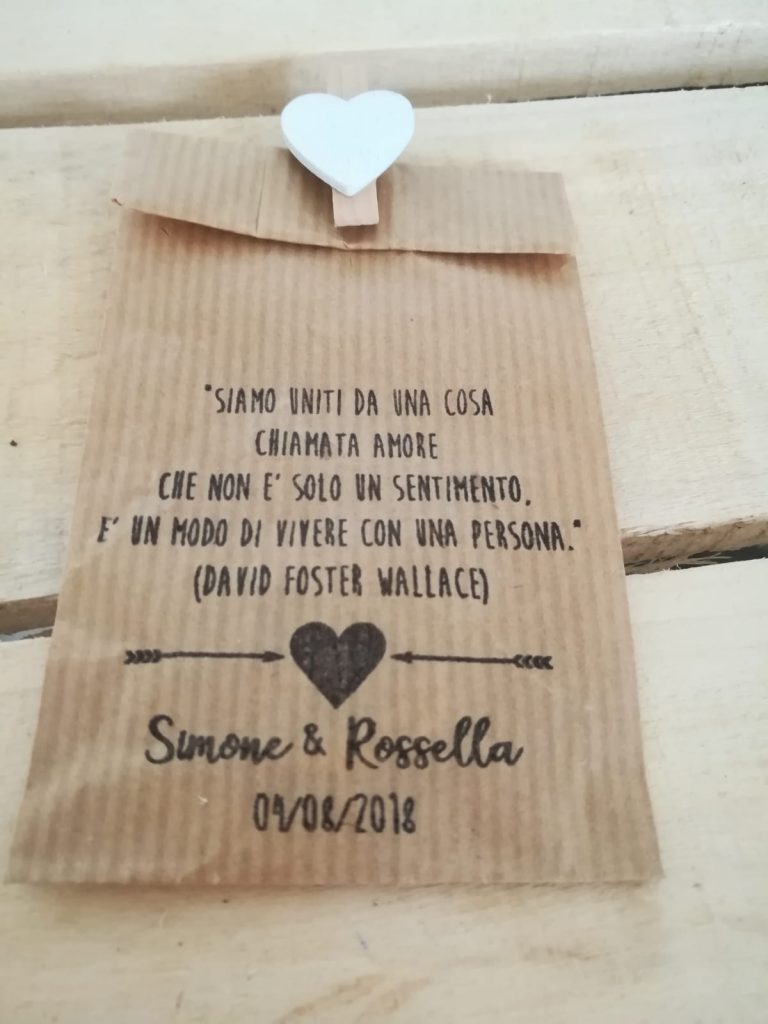 "SIAMO UNITI DA UNA COSA
CHIAMATA AMORE
CHE NON E' SOLO UN SENTIMENTO,
E' UN MODO DI VIVERE CON UNA PERSONA."
(DAVID FOSTER WALLACE)
Simone & Rossella
04/08/2018